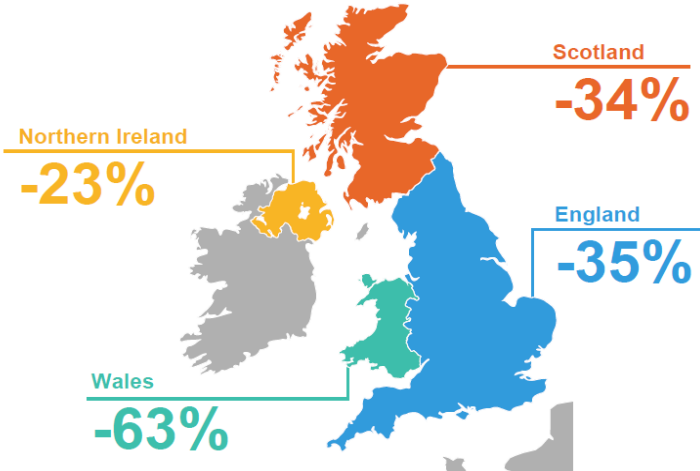 Scotland
-34%
Northern Ireland
-23%
England
-35%
Wales
-63%